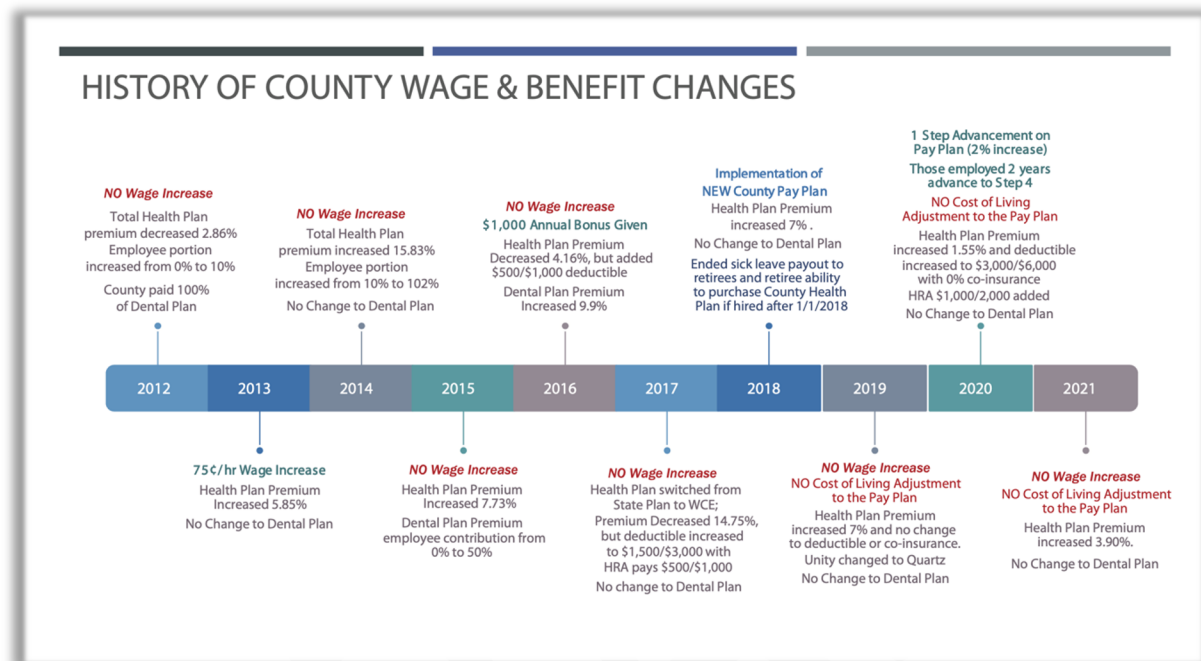 HISTORY OF COUNTY WAGE & BENEFIT CHANGES
NO Wage Increase
Total Health Plan
premium decreased 2.86%
Employee portion
increased from 0% to 10%
County paid 100%
of Dental Plan
NO Wage Increase
Total Health Plan
premium increased 15.83%
Employee portion
increased from 10% to 102%
No Change to Dental Plan
NO Wage Increase
$1,000 Annual Bonus Given
Health Plan Premium
Decreased 4.16%, but added
$500/$1,000 deductible
Dental Plan Premium
Increased 9.9%
Implementation of
NEW County Pay Plan
Health Plan Premium
increased 7% .
No Change to Dental Plan
Ended sick leave payout to
retirees and retiree ability
to purchase County Health
Plan if hired after 1/1/2018
1 Step Advancement on
Pay Plan (2% increase)
Those employed 2 years
advance to Step 4
NO Cost of Living
Adjustment to the Pay Plan
Health Plan Premium
increased 1.55% and deductible
increased to $3,000/$6,000
with 0% co-insurance
HRA $1,000/2,000 added
No Change to Dental Plan
2012 2013 2014 2015 2016 2017 2018 2019 2020 2021
75¢/hr Wage Increase
Health Plan Premium
Increased 5.85%
No Change to Dental Plan
NO Wage Increase
Health Plan Premium
Increased 7.73%
Dental Plan Premium
employee contribution from
0% to 50%
NO Wage Increase
Health Plan switched from
State Plan to WCE;
Premium Decreased 14.75%,
but deductible increased
to $1,500/$3,000 with
HRA pays $500/$1,000
No change to Dental Plan
NO Wage Increase
NO Cost of Living Adjustment
to the Pay Plan
Health Plan Premium
increased 7% and no change
to deductible or co-insurance.
Unity changed to Quartz
No Change to Dental Plan
NO Wage Increase
NO Cost of Living Adjustment
to the Pay Plan
Health Plan Premium
increased 3.90%.
No Change to Dental Plan